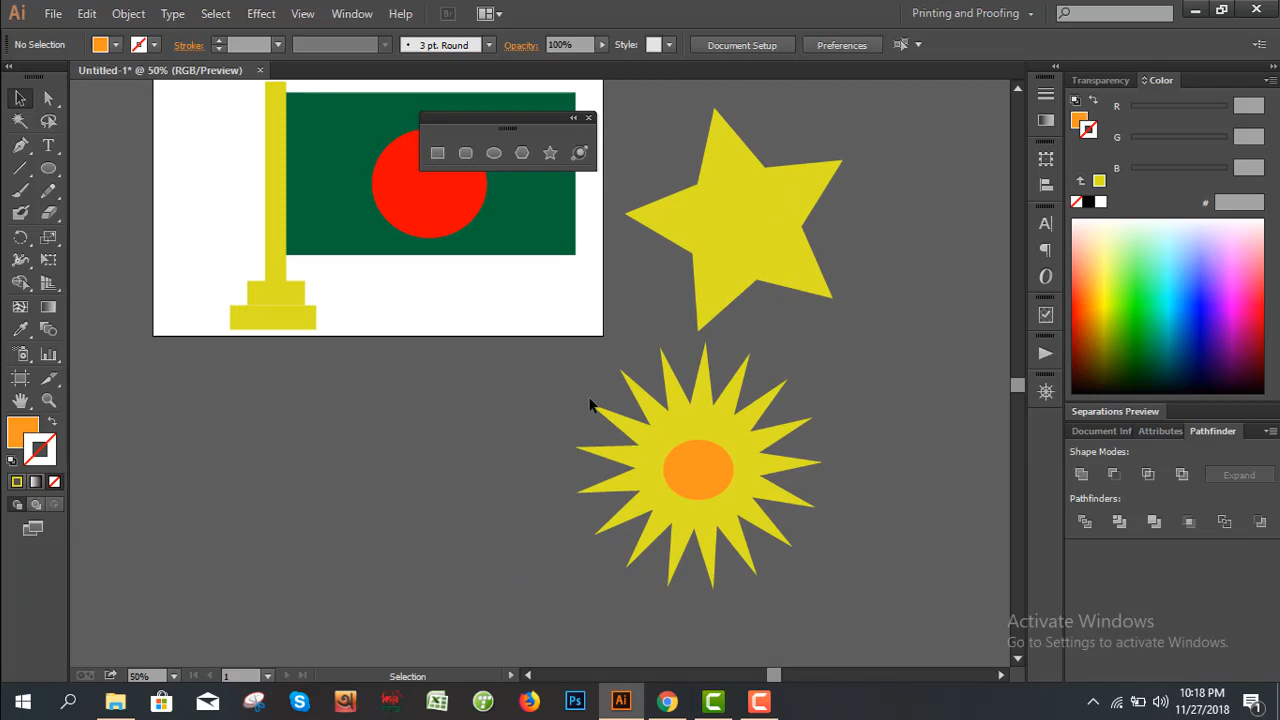 Ai File Edit Object Type Select Effect View Window Help Br Printing and Proofing
No Selection Stroke: 3 pt. Round Opacity: 100% Style: Document Setup Preferences
Untitled-1* @ 50% (RGB/Preview)
Transparency Color
R
G
B
#
Separations Preview
Document Inf Attributes Pathfinder
Shape Modes:
Expand
Pathfinders:
Activate Windows
Go to Settings to activate Windows.
50% 1 Selection
Ps Ai
10:18 PM
11/27/2018